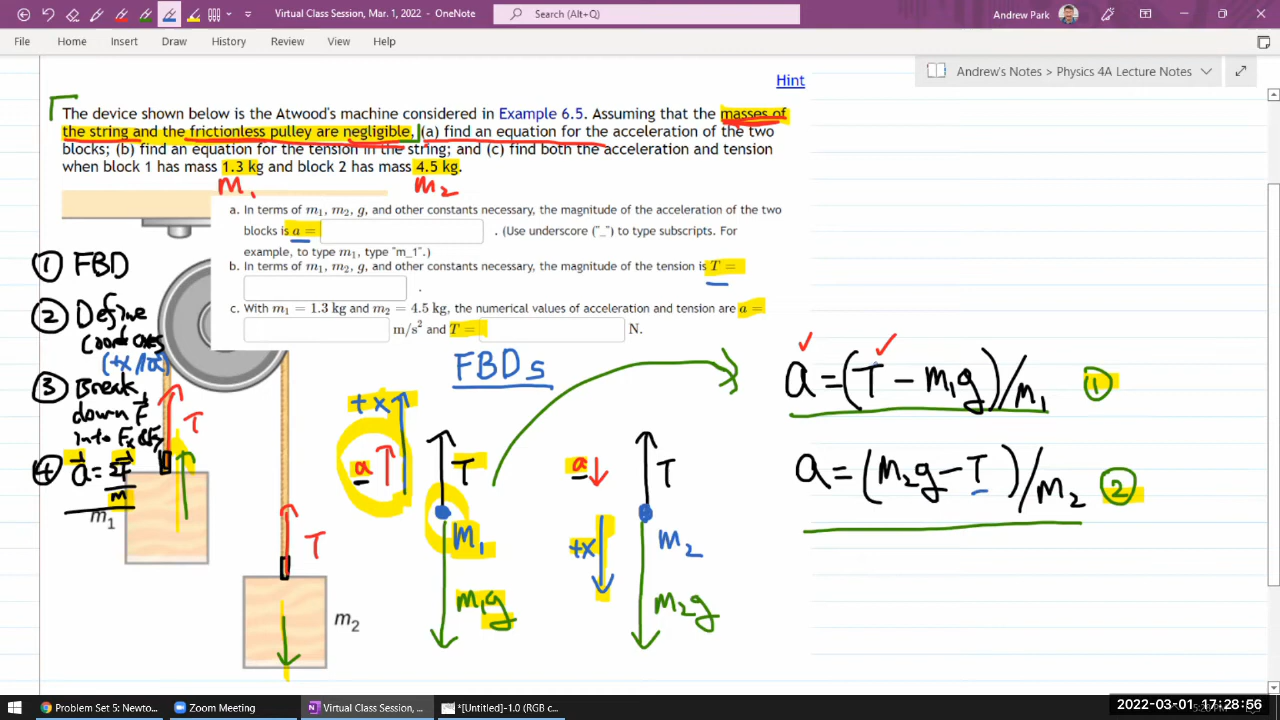 Virtual Class Session, Mar. 1, 2022 - OneNote
Search (Alt+Q)
Andrew Park
File Home Insert Draw History Review View Help
Andrew's Notes > Physics 4A Lecture Notes
Hint
The device shown below is the Atwood's machine considered in Example 6.5. Assuming that the masses of
the string and the frictionless pulley are negligible, (a) find an equation for the acceleration of the two
blocks; (b) find an equation for the tension in the string; and (c) find both the acceleration and tension
when block 1 has mass 1.3 kg and block 2 has mass 4.5 kg.
M₁ M₂
a. In terms of m₁, m₂, g, and other constants necessary, the magnitude of the acceleration of the two
blocks is a = . (Use underscore ("_") to type subscripts. For
example, to type m₁, type "m_1".)
b. In terms of m₁, m₂, g, and other constants necessary, the magnitude of the tension is T =
.
c. With m₁ = 1.3 kg and m₂ = 4.5 kg, the numerical values of acceleration and tension are a =
m/s² and T = N.
① FBD
② Define
coord axes
(+x/
③ Break
down F⃗
into Fx &Fy
④ a⃗ = ΣF⃗
m
T
m₁
T
m₂
FBDs
+x
a
T
M₁
m₁g
a
T
+x
m₂
m₂g
a = (T - m₁g)/m₁ ①
a = (m₂g - T)/m₂ ②
Problem Set 5: Newto...
Zoom Meeting
Virtual Class Session...
*[Untitled]-1.0 (RGB c...
2022-03-01 17:28:56